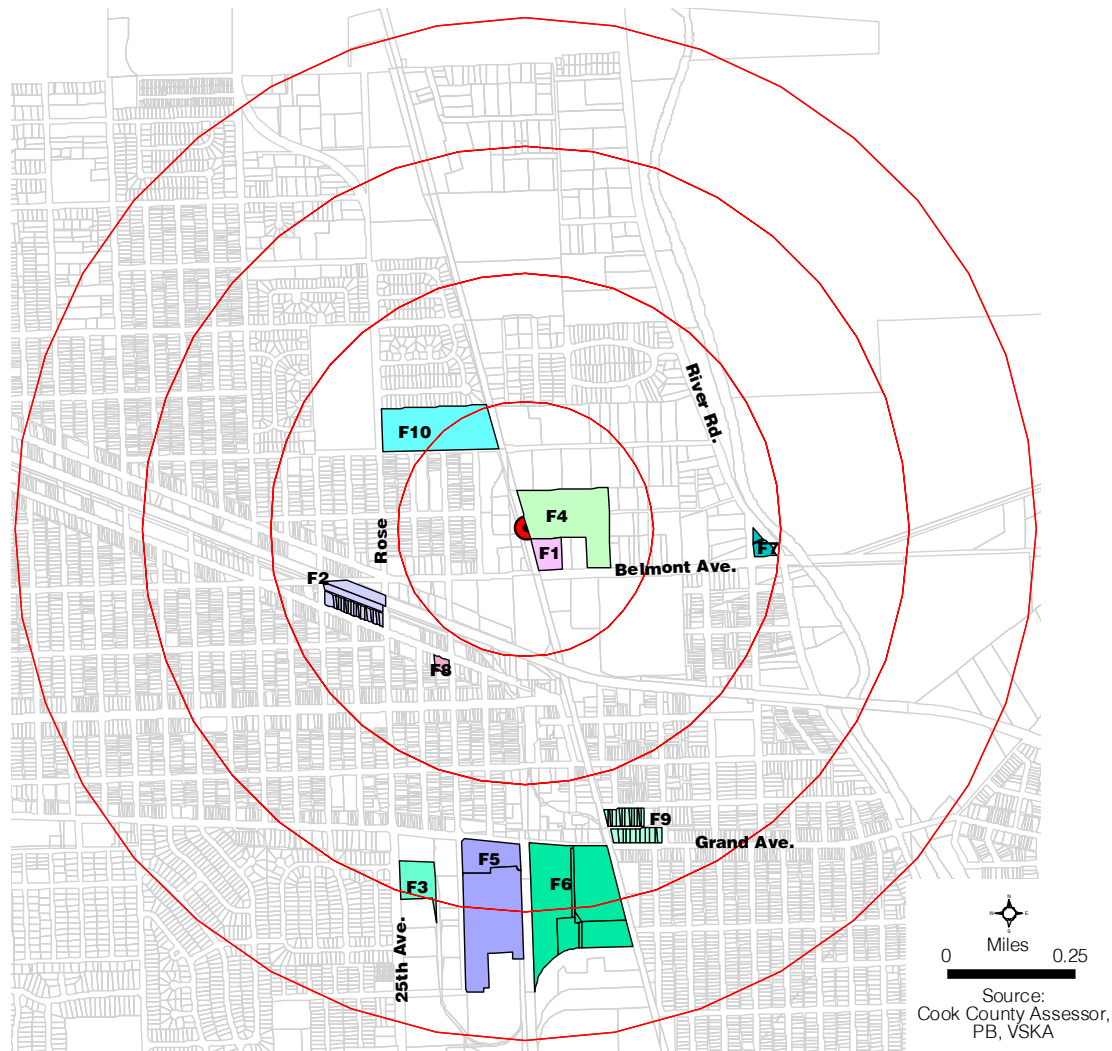 River Rd.
F10
F4
Rose
F1
F7
Belmont Ave.
F2
F8
F9
Grand Ave.
F5
F3
F6
25th Ave.
N
W
E
S
Miles
0 0.25
Source:
Cook County Assessor,
PB, VSKA